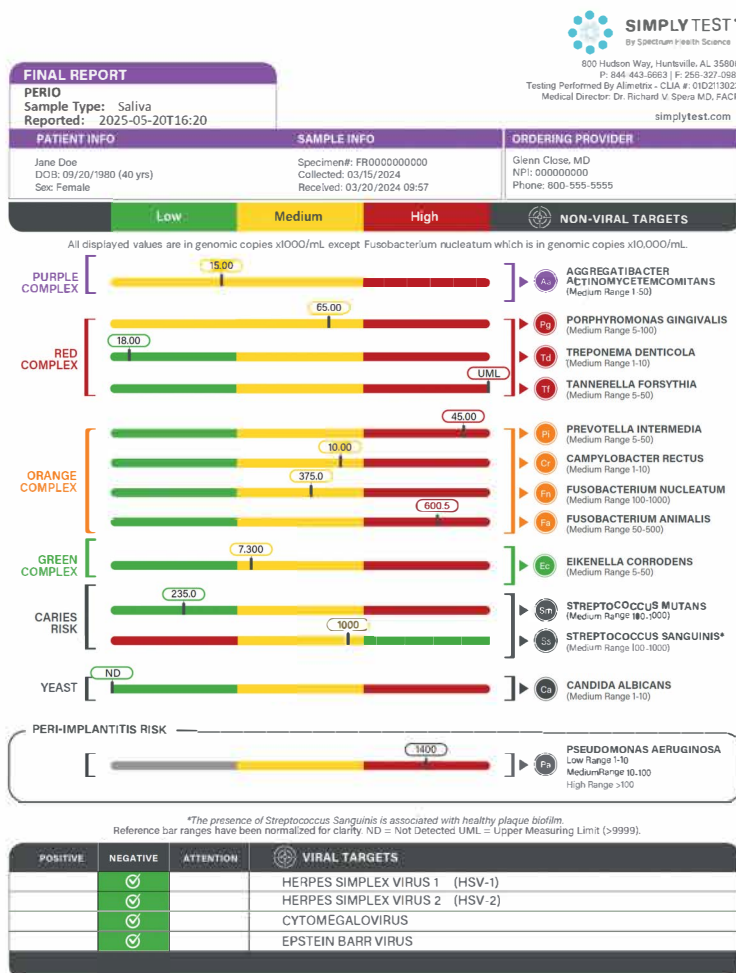 SIMPLY TEST
By Spectrum Health Science
800 Hudson Way, Huntsville, AL 3580
P: 844-443-6663 | F: 256-327-098
Testing Performed By Alimetrix - CLIA #: 01D211302
Medical Director: Dr. Richard V. Spera MD, FACP
simplytest.com
FINAL REPORT
PERIO
Sample Type: Saliva
Reported: 2025-05-20T16:20
PATIENT INFO SAMPLE INFO ORDERING PROVIDER
Jane Doe Specimen#: FR0000000000 Glenn Close, MD
DOB: 09/20/1980 (40 yrs) Collected: 03/15/2024 NPI: 000000000
Sex: Female Received: 03/20/2024 09:57 Phone: 800-555-5555
Low Medium High NON-VIRAL TARGETS
All displayed values are in genomic copies x1000/mL except Fusobacterium nucleatum which is in genomic copies x10,000/mL.
PURPLE COMPLEX
15.00 Aa AGGREGATIBACTER
ACTINOMYCETEMCOMITANS
(Medium Range 1-50)
RED COMPLEX
65.00 Pg PORPHYROMONAS GINGIVALIS
(Medium Range 5-100)
18.00 Td TREPONEMA DENTICOLA
(Medium Range 1-10)
UML Tf TANNERELLA FORSYTHIA
(Medium Range 5-50)
ORANGE COMPLEX
45.00 Pi PREVOTELLA INTERMEDIA
(Medium Range 5-50)
10.00 Cr CAMPYLOBACTER RECTUS
(Medium Range 1-10)
375.0 Fn FUSOBACTERIUM NUCLEATUM
(Medium Range 100-1000)
600.5 Fa FUSOBACTERIUM ANIMALIS
(Medium Range 50-500)
GREEN COMPLEX
7.300 Ec EIKENELLA CORRODENS
(Medium Range 5-50)
CARIES RISK
235.0 Sm STREPTOCOCCUS MUTANS
(Medium Range 100-1000)
1000 Ss STREPTOCOCCUS SANGUINIS*
(Medium Range 100-1000)
YEAST
ND Ca CANDIDA ALBICANS
(Medium Range 1-10)
PERI-IMPLANTITIS RISK
1400 Pa PSEUDOMONAS AERUGINOSA
Low Range 1-10
MediumRange 10-100
High Range >100
*The presence of Streptococcus Sanguinis is associated with healthy plaque biofilm.
Reference bar ranges have been normalized for clarity. ND = Not Detected UML = Upper Measuring Limit (>9999).
POSITIVE NEGATIVE ATTENTION VIRAL TARGETS
HERPES SIMPLEX VIRUS 1 (HSV-1)
HERPES SIMPLEX VIRUS 2 (HSV-2)
CYTOMEGALOVIRUS
EPSTEIN BARR VIRUS